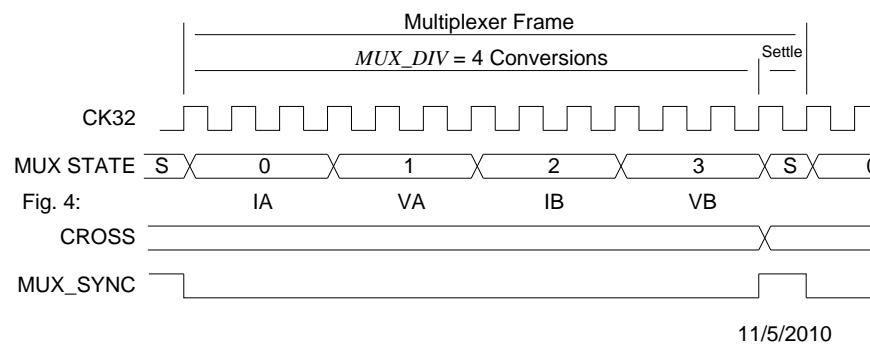 Multiplexer Frame
MUX_DIV = 4 Conversions
Settle
CK32
MUX STATE S 0 1 2 3 S 0
Fig. 4: IA VA IB VB
CROSS
MUX_SYNC
11/5/2010